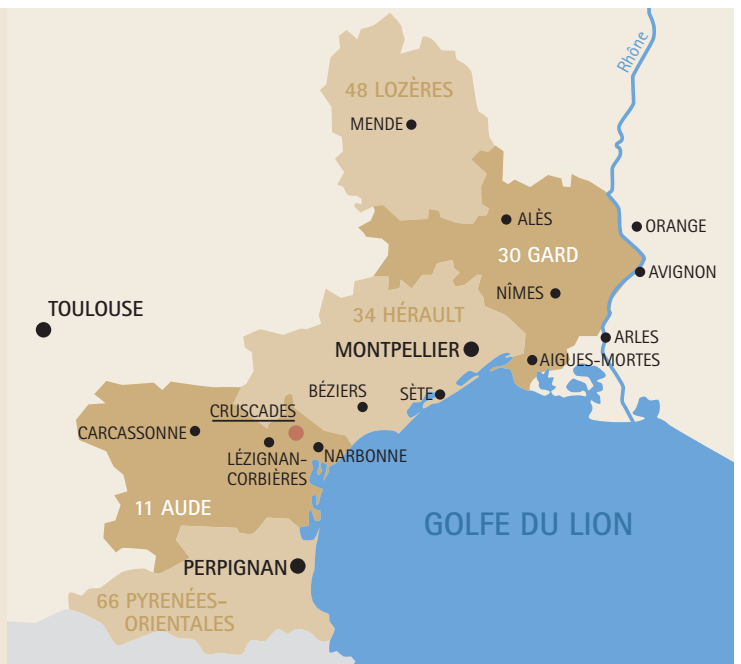 Rhône
48 LOZÈRES
MENDE
ALÈS
ORANGE
30 GARD
AVIGNON
NÎMES
TOULOUSE
34 HÉRAULT
ARLES
MONTPELLIER
AIGUES-MORTES
BÉZIERS
SÈTE
CRUSCADES
CARCASSONNE
LÉZIGNAN-
CORBIÈRES
NARBONNE
11 AUDE
GOLFE DU LION
PERPIGNAN
66 PYRENÉES-
ORIENTALES